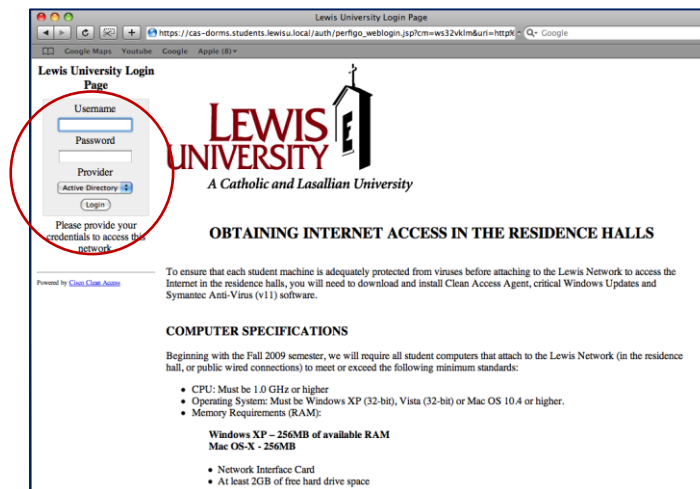 Lewis University Login Page
https://cas-dorms.students.lewisu.local/auth/perfigo_weblogin.jsp?cm=ws32vklm&uri=http%
Google
Google Maps Youtube Google Apple (8)
Lewis University Login
Page
Username
Password
Provider
Active Directory
Login
Please provide your
credentials to access this
network
Powered by Cisco Clean Access
LEWIS
UNIVERSITY
A Catholic and Lasallian University
OBTAINING INTERNET ACCESS IN THE RESIDENCE HALLS
To ensure that each student machine is adequately protected from viruses before attaching to the Lewis Network to access the
Internet in the residence halls, you will need to download and install Clean Access Agent, critical Windows Updates and
Symantec Anti-Virus (v11) software.
COMPUTER SPECIFICATIONS
Beginning with the Fall 2009 semester, we will require all student computers that attach to the Lewis Network (in the residence
hall, or public wired connections) to meet or exceed the following minimum standards:
• CPU: Must be 1.0 GHz or higher
• Operating System: Must be Windows XP (32-bit), Vista (32-bit) or Mac OS 10.4 or higher.
• Memory Requirements (RAM):
Windows XP – 256MB of available RAM
Mac OS-X - 256MB
• Network Interface Card
• At least 2GB of free hard drive space